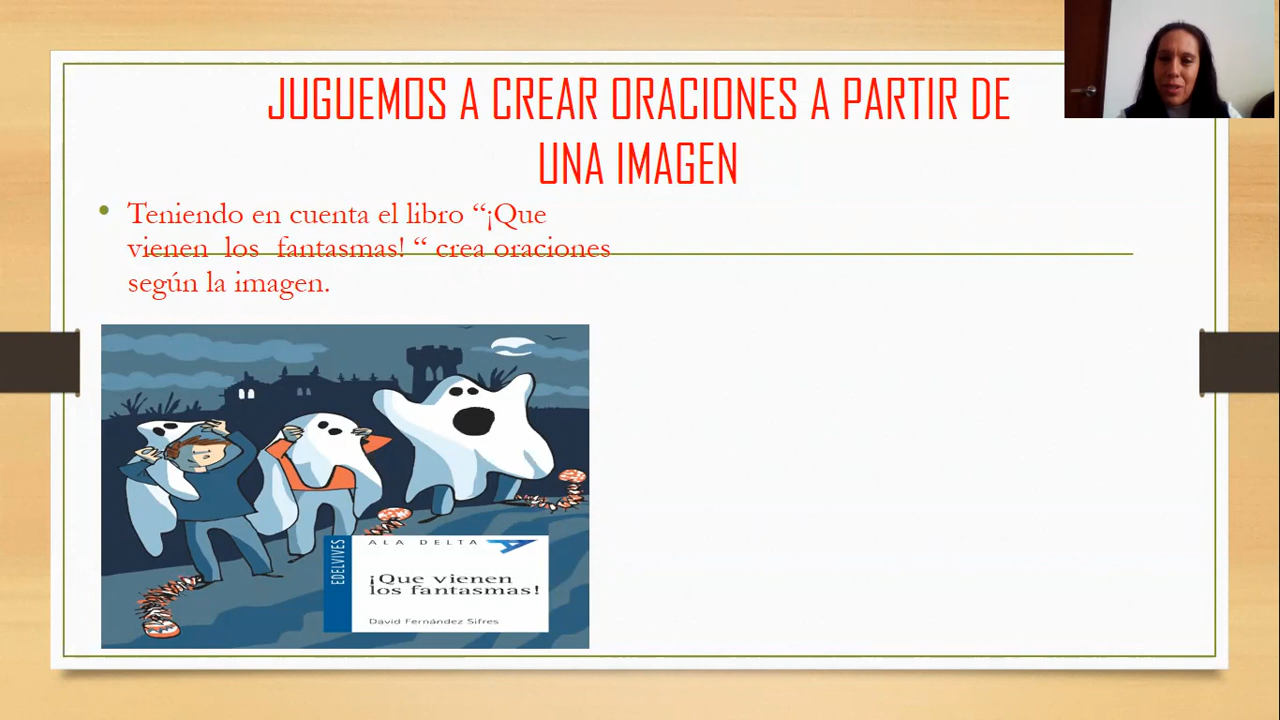 JUGUEMOS A CREAR ORACIONES A PARTIR DE
UNA IMAGEN
• Teniendo en cuenta el libro “¡Que
vienen los fantasmas! “ crea oraciones
según la imagen.
EDELVIVES
ALA DELTA
¡Que vienen
los fantasmas!
David Fernández Sifres